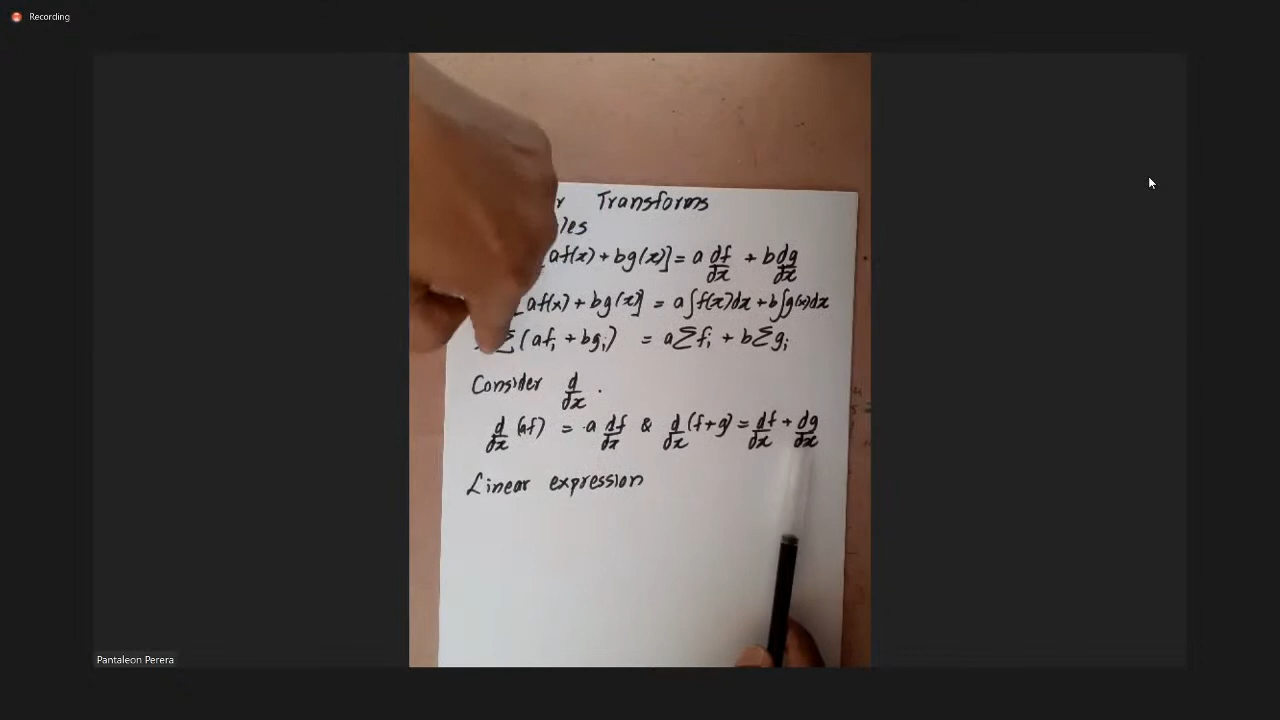 Recording
Transforms
[af(x) + bg(x)] = a df/dx + b dg/dx
[af(x) + bg(x)] = a∫f(x)dx + b∫g(x)dx
∑(afᵢ + bgᵢ) = a∑fᵢ + b∑gᵢ
Consider d/dx .
d/dx (af) = a df/dx & d/dx (f+g) = df/dx + dg/dx
Linear expression
Pantaleon Perera